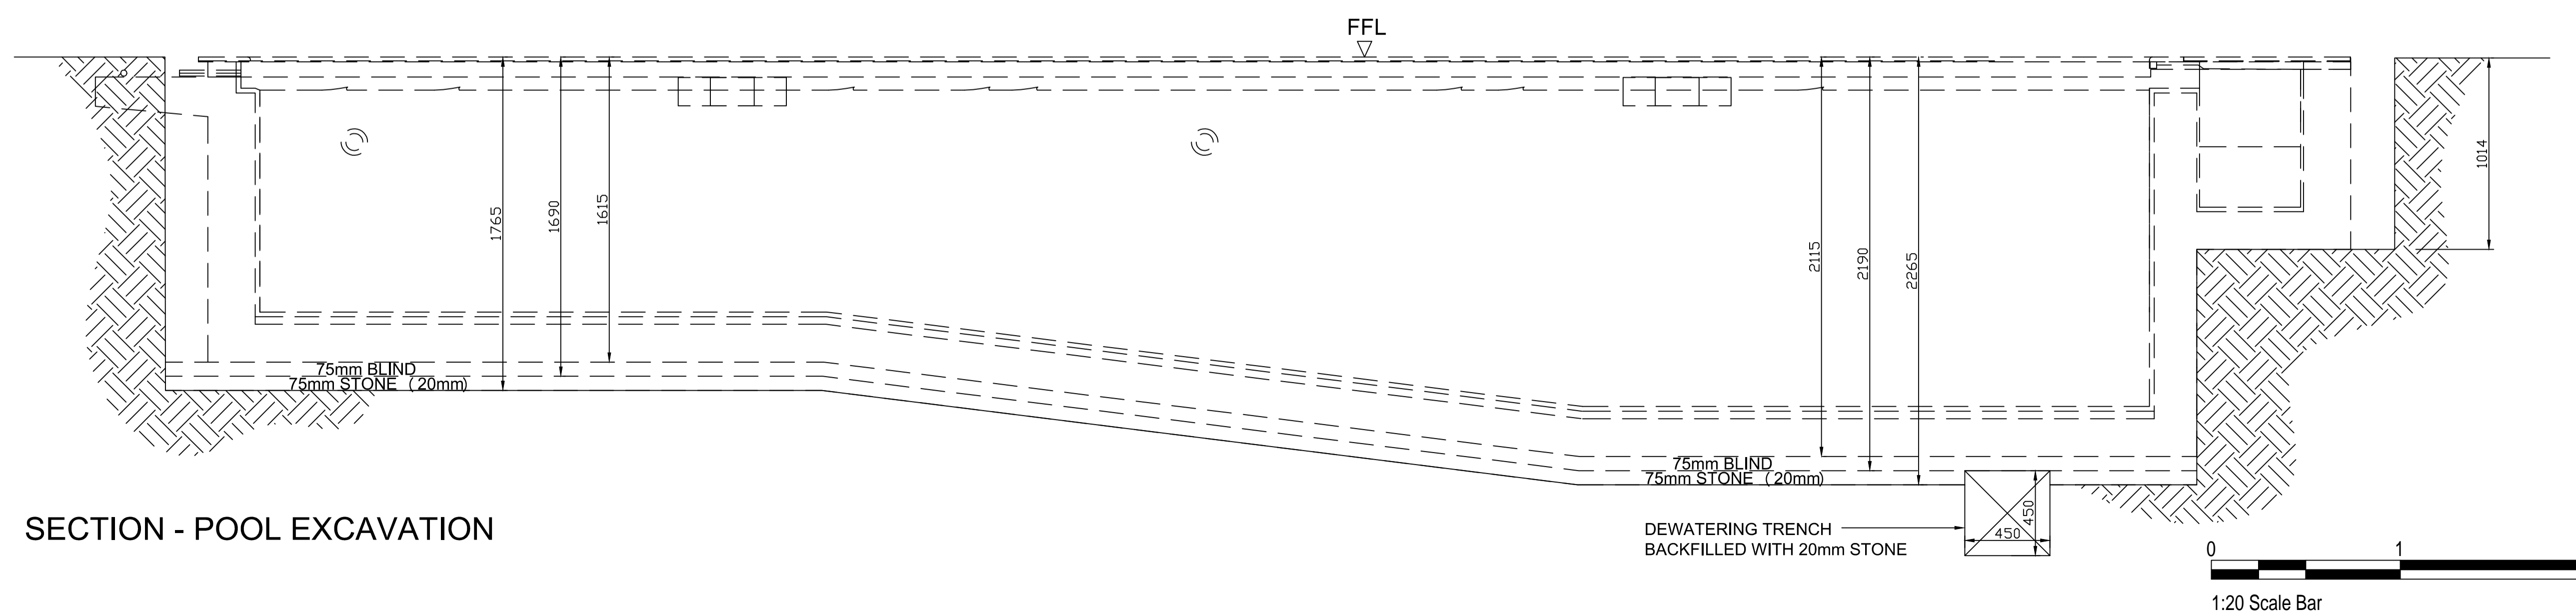 FFL
1765
1690
1615
2115
2190
2265
1014
75mm BLIND
75mm STONE (20mm)
75mm BLIND
75mm STONE (20mm)
SECTION - POOL EXCAVATION
DEWATERING TRENCH
BACKFILLED WITH 20mm STONE
450
450
0 1
1:20 Scale Bar